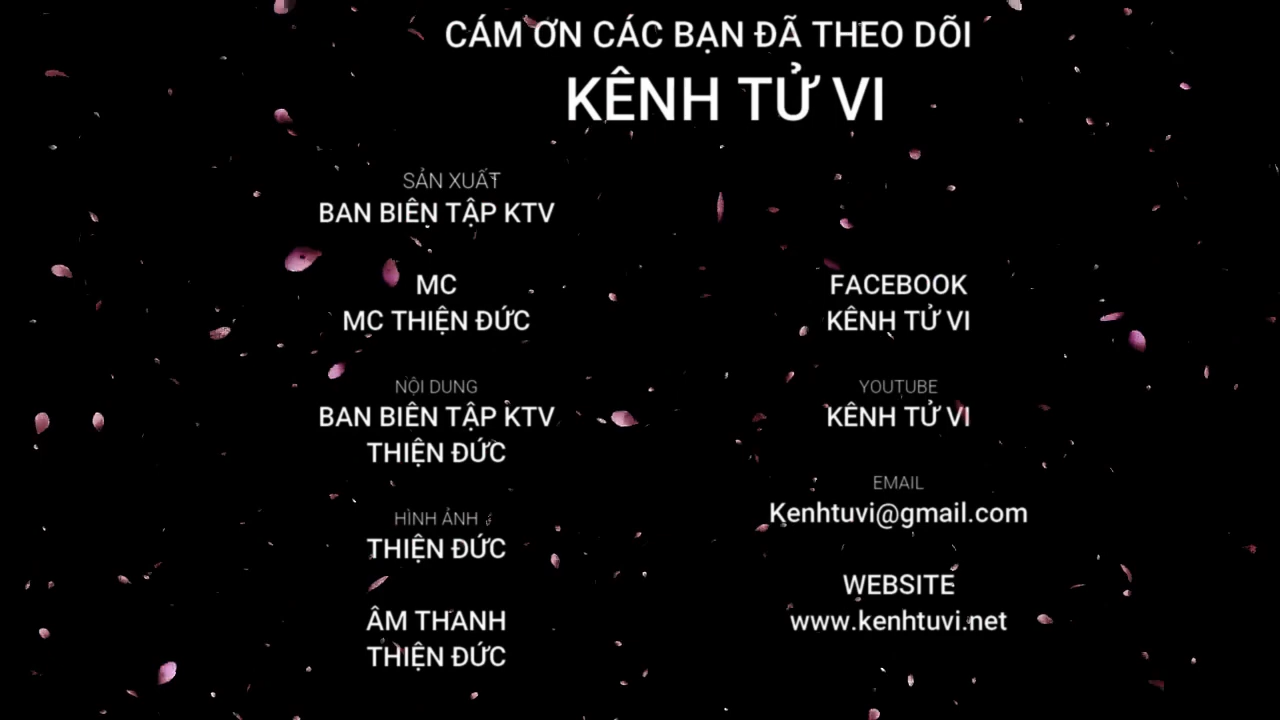 CÁM ƠN CÁC BẠN ĐÃ THEO DÕI
KÊNH TỬ VI
SẢN XUẤT
BAN BIÊN TẬP KTV
MC
MC THIỆN ĐỨC
NỘI DUNG
BAN BIÊN TẬP KTV
THIỆN ĐỨC
HÌNH ẢNH
THIỆN ĐỨC
ÂM THANH
THIỆN ĐỨC
FACEBOOK
KÊNH TỬ VI
YOUTUBE
KÊNH TỬ VI
EMAIL
Kenhtuvi@gmail.com
WEBSITE
www.kenhtuvi.net